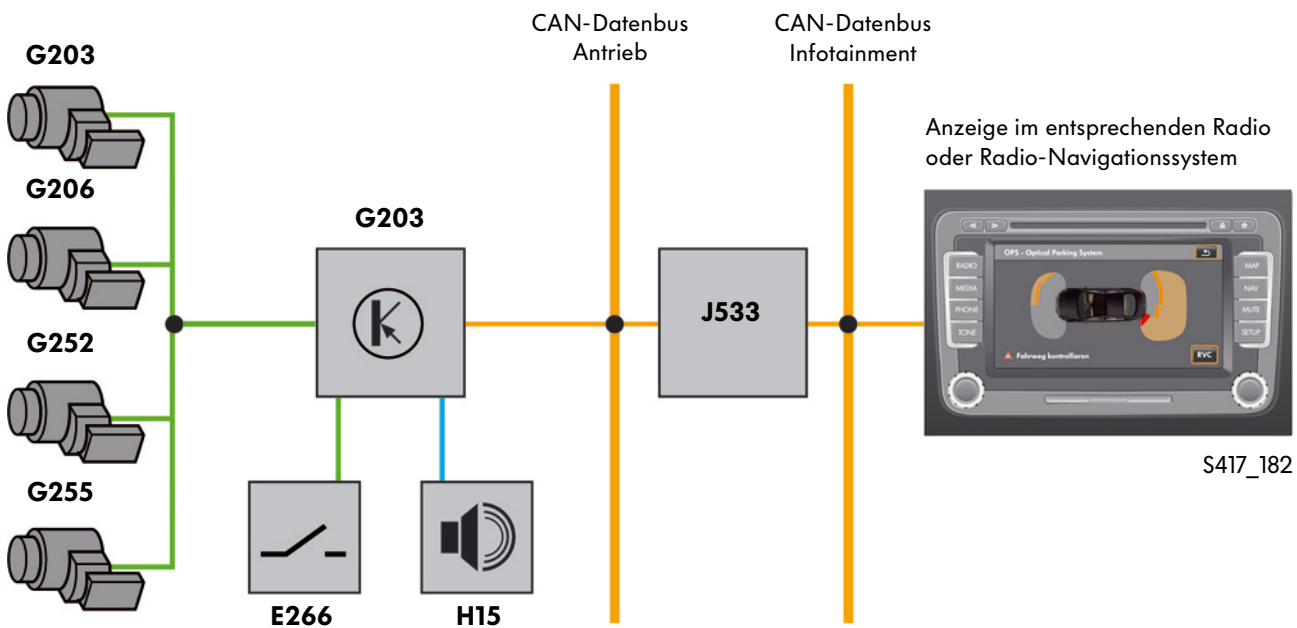 CAN-Datenbus
Antrieb
CAN-Datenbus
Infotainment
G203
G206
G252
G255
G203
E266
H15
J533
Anzeige im entsprechenden Radio
oder Radio-Navigationssystem
OPS - Optical Parking System
RADIO
MEDIA
PHONE
TONE
MAP
NAV
MUTE
SETUP
Fahrweg kontrollieren
RVC
S417_182